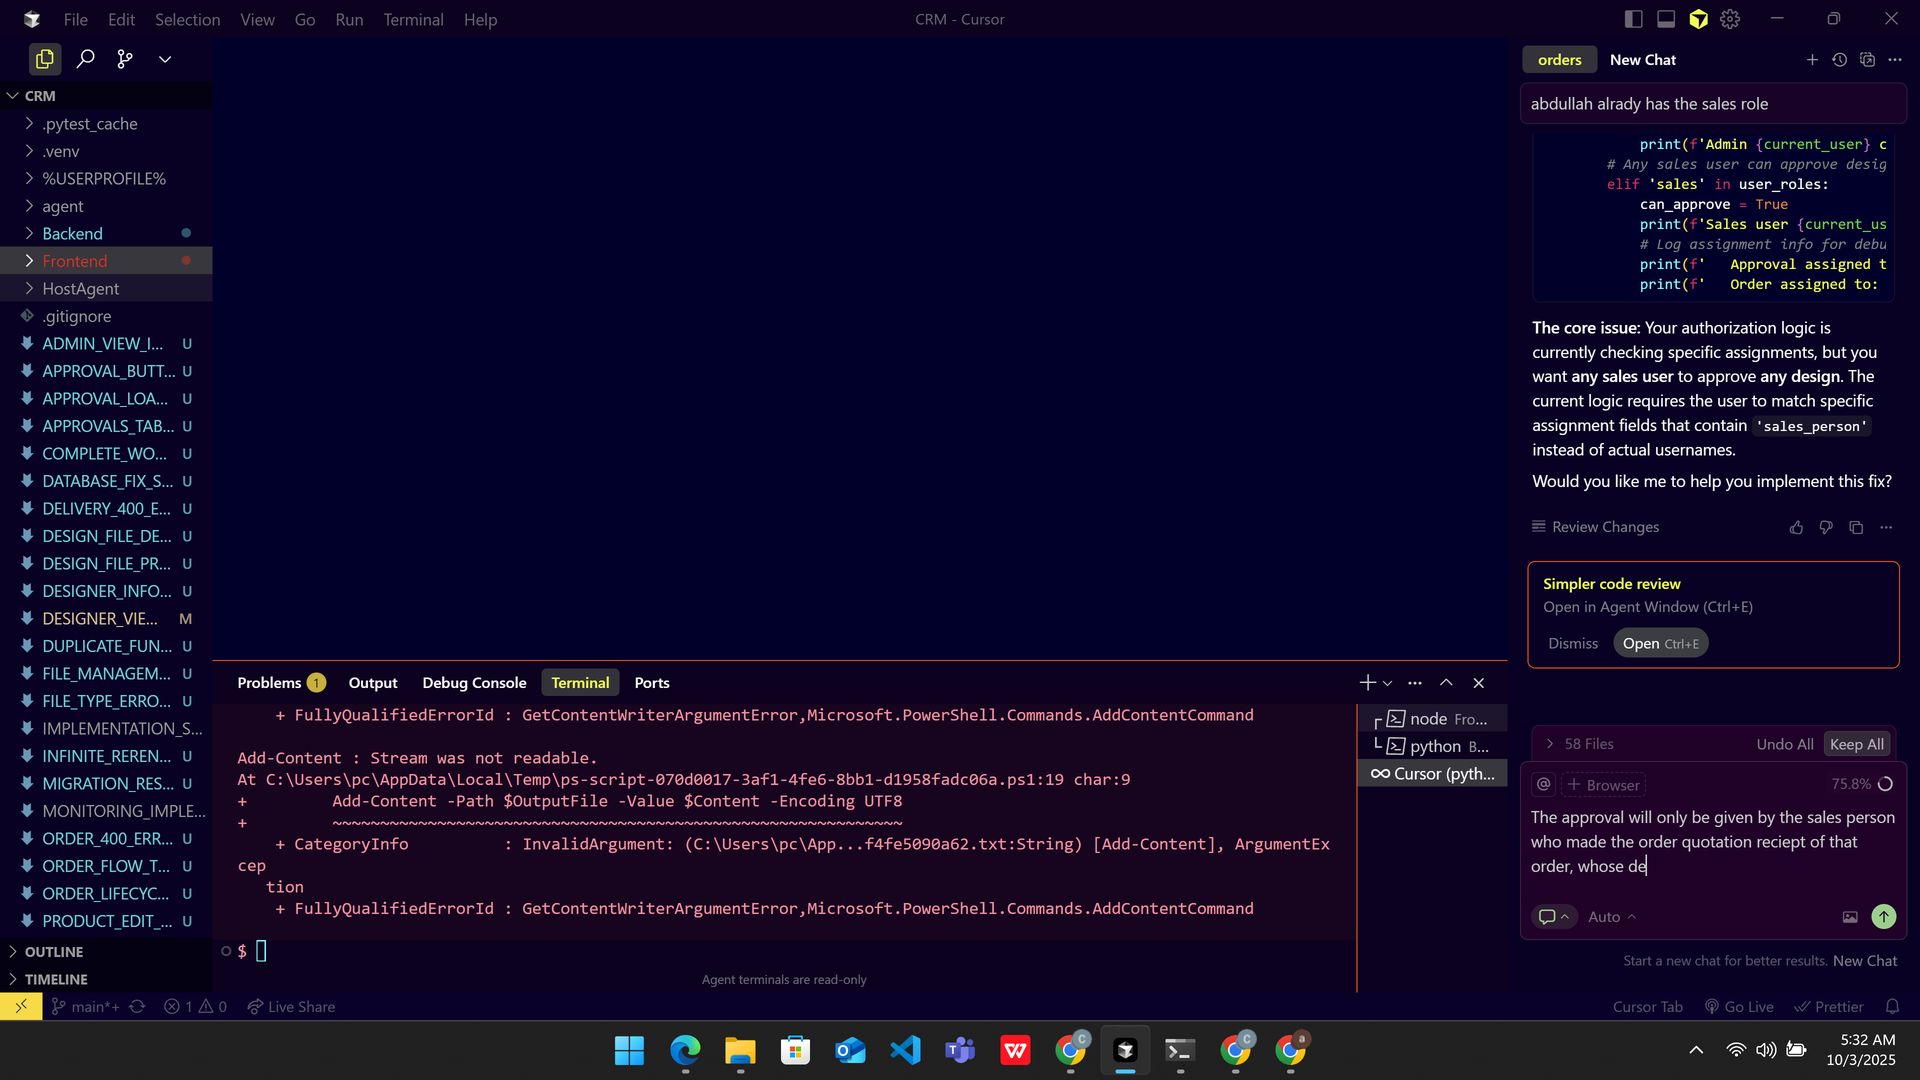 File Edit Selection View Go Run Terminal Help
CRM - Cursor
CRM
.pytest_cache
.venv
%USERPROFILE%
agent
Backend
Frontend
HostAgent
.gitignore
ADMIN_VIEW_I... U
APPROVAL_BUTT... U
APPROVAL_LOA... U
APPROVALS_TAB... U
COMPLETE_WO... U
DATABASE_FIX_S... U
DELIVERY_400_E... U
DESIGN_FILE_DE... U
DESIGN_FILE_PR... U
DESIGNER_INFO... U
DESIGNER_VIE... M
DUPLICATE_FUN... U
FILE_MANAGEM... U
FILE_TYPE_ERRO... U
IMPLEMENTATION_S...
INFINITE_REREN... U
MIGRATION_RES... U
MONITORING_IMPLE...
ORDER_400_ERR... U
ORDER_FLOW_T... U
ORDER_LIFECYC... U
PRODUCT_EDIT_... U
OUTLINE
TIMELINE
Problems 1 Output Debug Console Terminal Ports
+ FullyQualifiedErrorId : GetContentWriterArgumentError,Microsoft.PowerShell.Commands.AddContentCommand
Add-Content : Stream was not readable.
At C:\Users\pc\AppData\Local\Temp\ps-script-070d0017-3af1-4fe6-8bb1-d1958fadc06a.ps1:19 char:9
+         Add-Content -Path $OutputFile -Value $Content -Encoding UTF8
+         ~~~~~~~~~~~~~~~~~~~~~~~~~~~~~~~~~~~~~~~~~~~~~~~~~~~~~~~~~~~~
+ CategoryInfo          : InvalidArgument: (C:\Users\pc\App...f4fe5090a62.txt:String) [Add-Content], ArgumentEx
cep
tion
+ FullyQualifiedErrorId : GetContentWriterArgumentError,Microsoft.PowerShell.Commands.AddContentCommand
$
Agent terminals are read-only
node Fro...
python B...
Cursor (pyth...
orders New Chat
abdullah alrady has the sales role
print(f'Admin {current_user} c
# Any sales user can approve desig
elif 'sales' in user_roles:
can_approve = True
print(f'Sales user {current_us
# Log assignment info for debu
print(f'   Approval assigned t
print(f'   Order assigned to:
The core issue: Your authorization logic is
currently checking specific assignments, but you
want any sales user to approve any design. The
current logic requires the user to match specific
assignment fields that contain 'sales_person'
instead of actual usernames.
Would you like me to help you implement this fix?
Review Changes
Simpler code review
Open in Agent Window (Ctrl+E)
Dismiss Open Ctrl+E
58 Files Undo All Keep All
@ + Browser 75.8%
The approval will only be given by the sales person
who made the order quotation reciept of that
order, whose de
Auto
Start a new chat for better results. New Chat
main*+ 1 0 Live Share
Cursor Tab Go Live Prettier
5:32 AM
10/3/2025